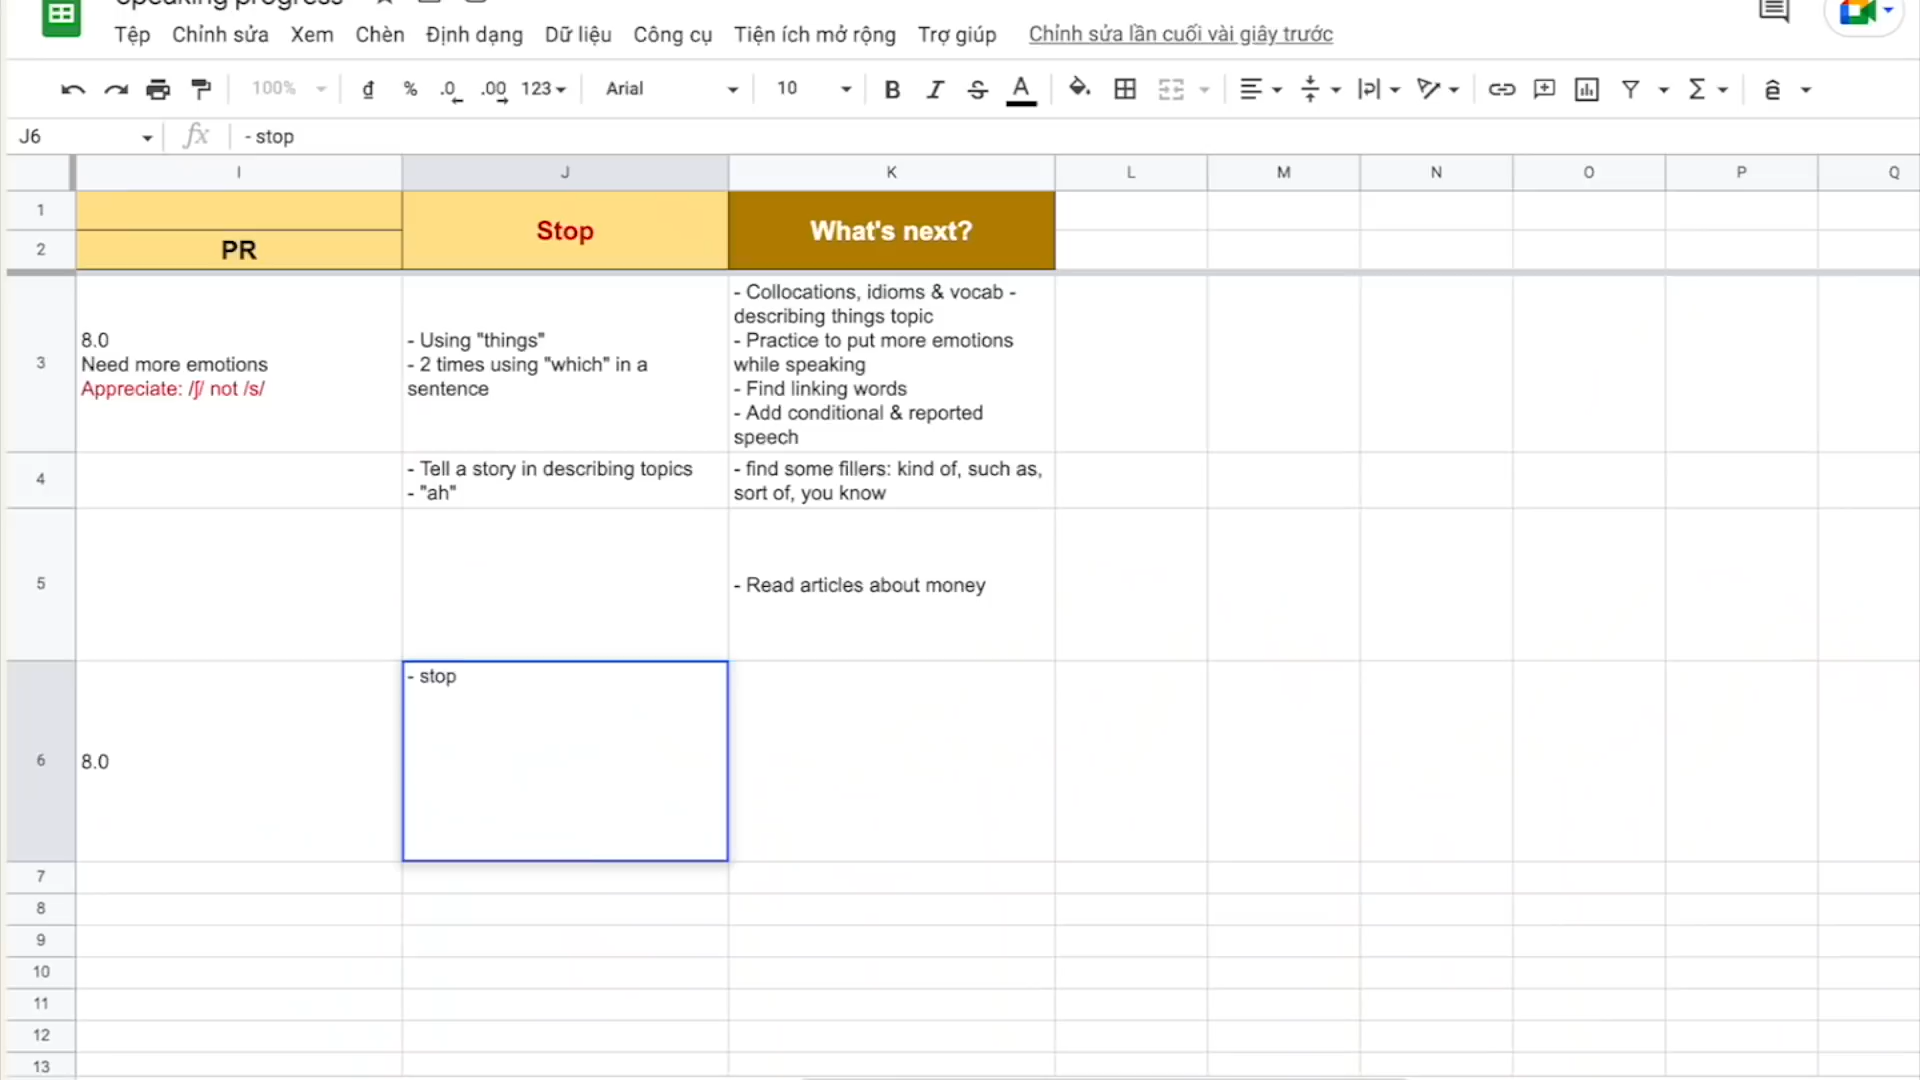 Speaking progress
Tệp Chỉnh sửa Xem Chèn Định dạng Dữ liệu Công cụ Tiện ích mở rộng Trợ giúp Chỉnh sửa lần cuối vài giây trước
100% đ % .0 .00 123 Arial 10 B I S A ê
J6 fx - stop
I J K L M N O P Q
1
Stop What's next?
2 PR
3
8.0
Need more emotions
Appreciate: /ʃ/ not /s/
- Using "things"
- 2 times using "which" in a
sentence
- Collocations, idioms & vocab -
describing things topic
- Practice to put more emotions
while speaking
- Find linking words
- Add conditional & reported
speech
4
- Tell a story in describing topics
- "ah"
- find some fillers: kind of, such as,
sort of, you know
5
- Read articles about money
6
8.0
- stop
7
8
9
10
11
12
13